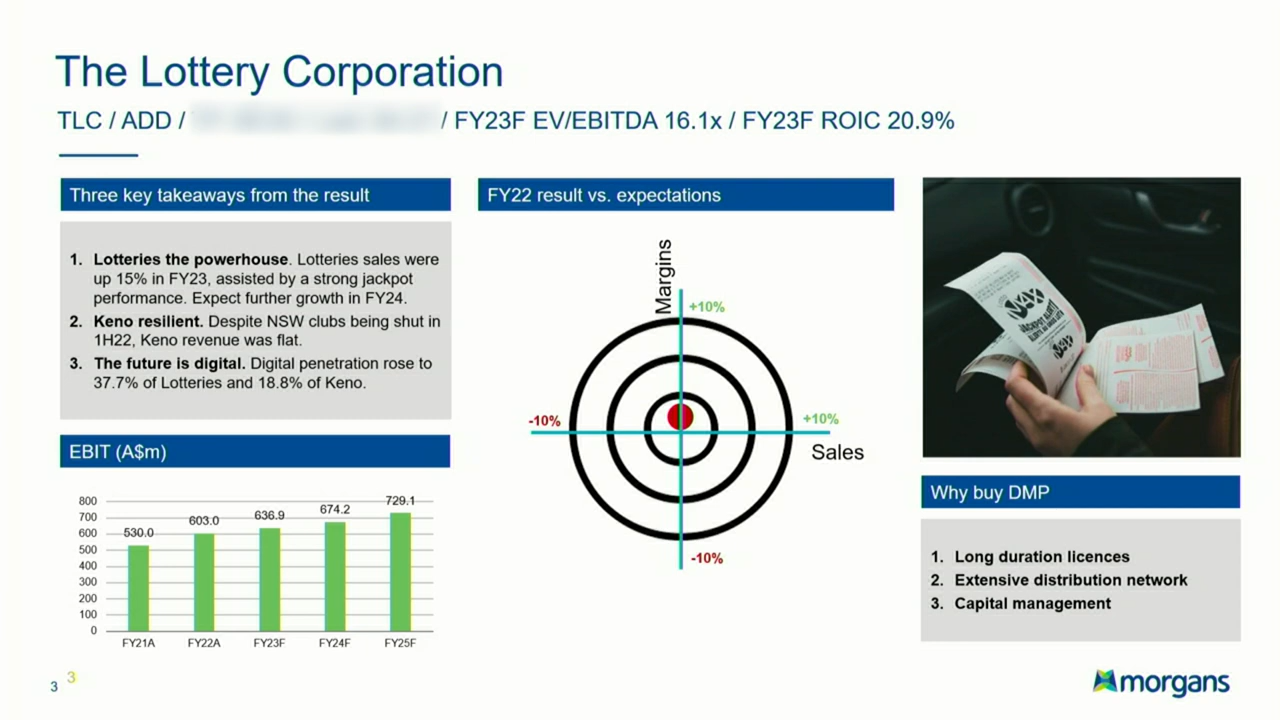 The Lottery Corporation
TLC / ADD / / FY23F EV/EBITDA 16.1x / FY23F ROIC 20.9%
Three key takeaways from the result
1. Lotteries the powerhouse. Lotteries sales were
up 15% in FY23, assisted by a strong jackpot
performance. Expect further growth in FY24.
2. Keno resilient. Despite NSW clubs being shut in
1H22, Keno revenue was flat.
3. The future is digital. Digital penetration rose to
37.7% of Lotteries and 18.8% of Keno.
EBIT (A$m)
800
700
600
500
400
300
200
100
0
530.0
603.0
636.9
674.2
729.1
FY21A FY22A FY23F FY24F FY25F
FY22 result vs. expectations
Margins
+10%
-10%
+10%
Sales
-10%
MAX
JACKPOT ALERT!
MAX
Why buy DMP
1. Long duration licences
2. Extensive distribution network
3. Capital management
3
3
morgans